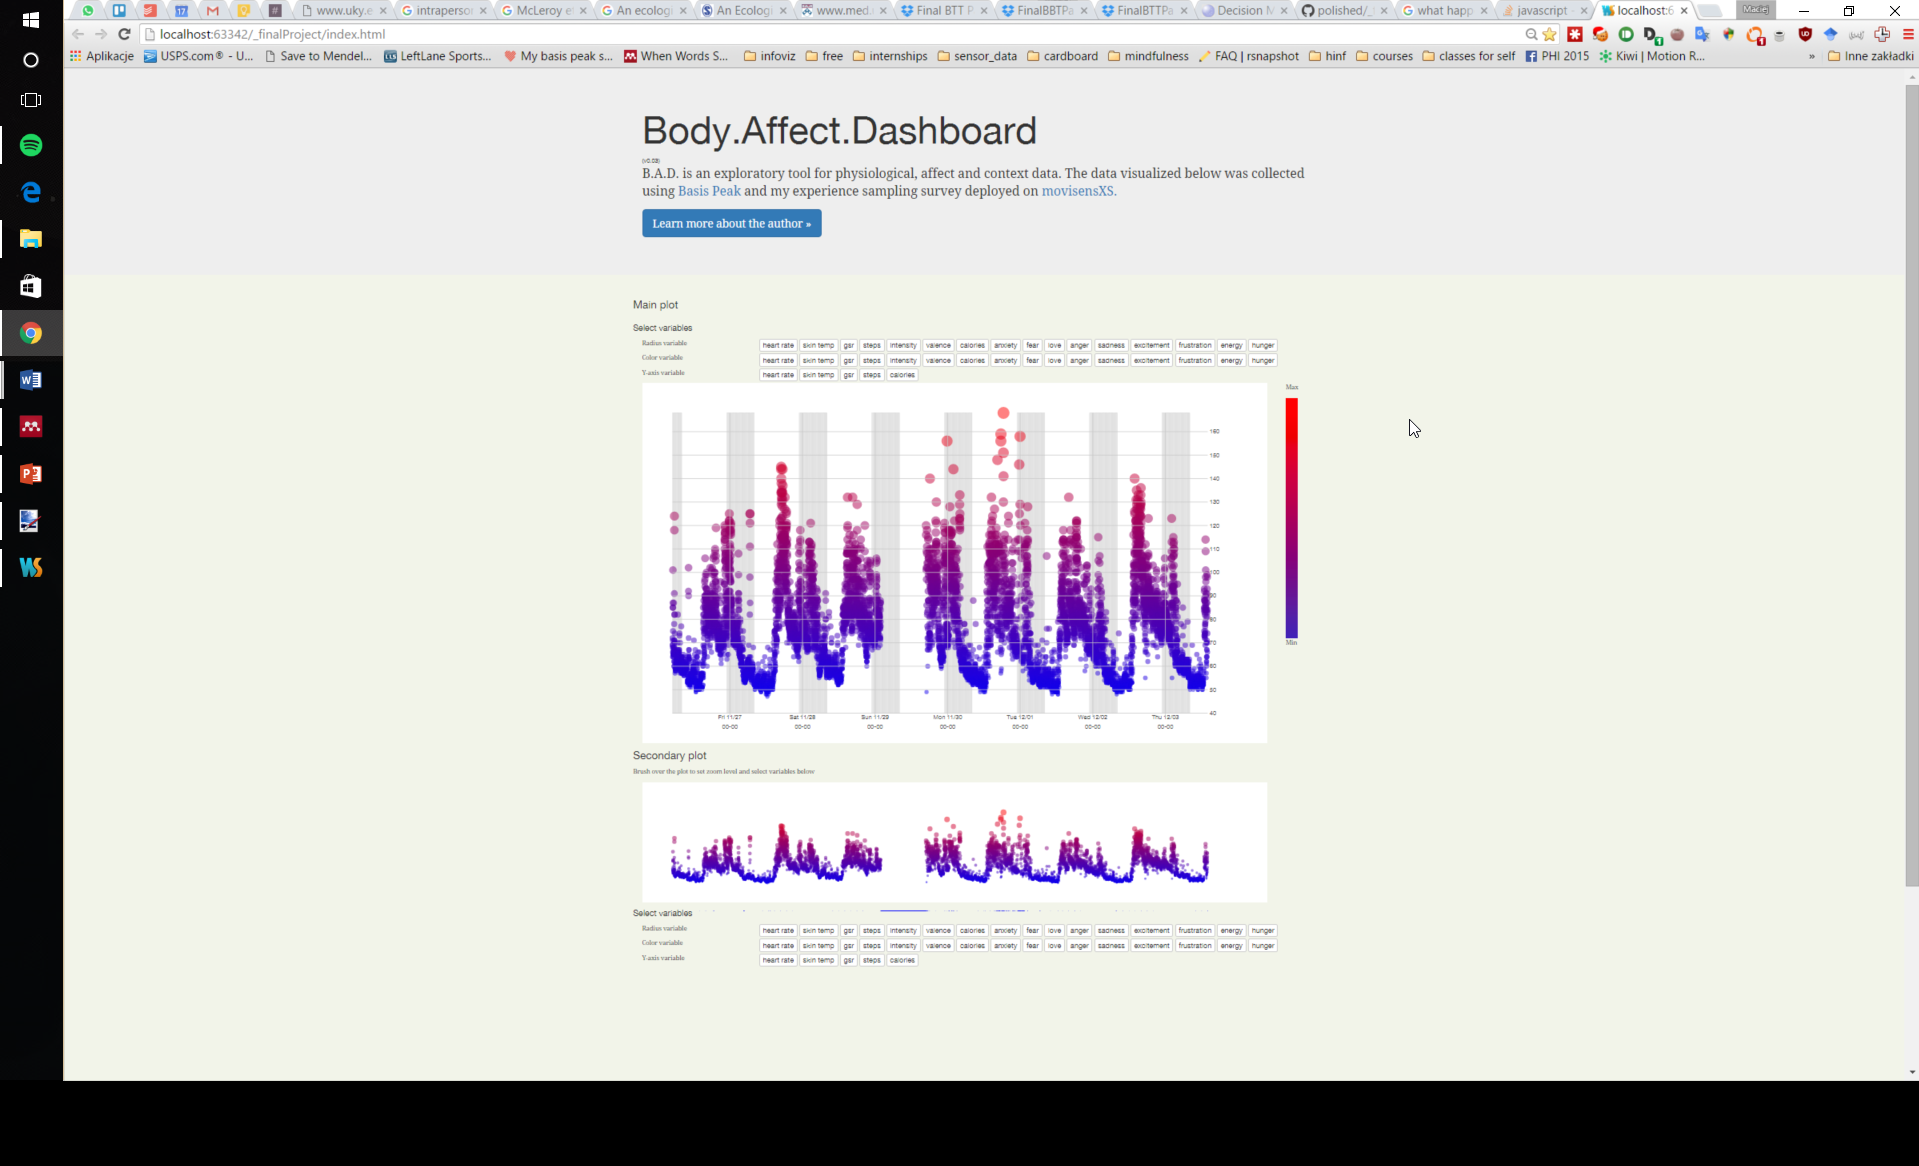 www.uky.e
intraperso
McLeroy e
An ecolog
An Ecolog
www.med.
Final BTT P
FinalBBTPa
FinalBTTPa
Decision M
polished/_
what happ
javascript -
localhost:6
Maciej
localhost:63342/_finalProject/index.html
Aplikacje
USPS.com® - U...
Save to Mendel...
LeftLane Sports...
My basis peak s...
When Words S...
infoviz
free
internships
sensor_data
cardboard
mindfulness
FAQ | rsnapshot
hinf
courses
classes for self
PHI 2015
Kiwi | Motion R...
»
Inne zakładki
Body.Affect.Dashboard
(v0.03)
B.A.D. is an exploratory tool for physiological, affect and context data. The data visualized below was collected
using Basis Peak and my experience sampling survey deployed on movisensXS.
Learn more about the author »
Main plot
Select variables
Radius variable heart rate skin temp gsr steps intensity valence calories anxiety fear love anger sadness excitement frustration energy hunger
Color variable heart rate skin temp gsr steps intensity valence calories anxiety fear love anger sadness excitement frustration energy hunger
Y-axis variable heart rate skin temp gsr steps calories
Max
160
150
140
130
120
110
100
90
80
70
60
50
40
Min
Fri 11/27 Sat 11/28 Sun 11/29 Mon 11/30 Tue 12/01 Wed 12/02 Thu 12/03
00-00 00-00 00-00 00-00 00-00 00-00 00-00
Secondary plot
Brush over the plot to set zoom level and select variables below
Select variables
Radius variable heart rate skin temp gsr steps intensity valence calories anxiety fear love anger sadness excitement frustration energy hunger
Color variable heart rate skin temp gsr steps intensity valence calories anxiety fear love anger sadness excitement frustration energy hunger
Y-axis variable heart rate skin temp gsr steps calories